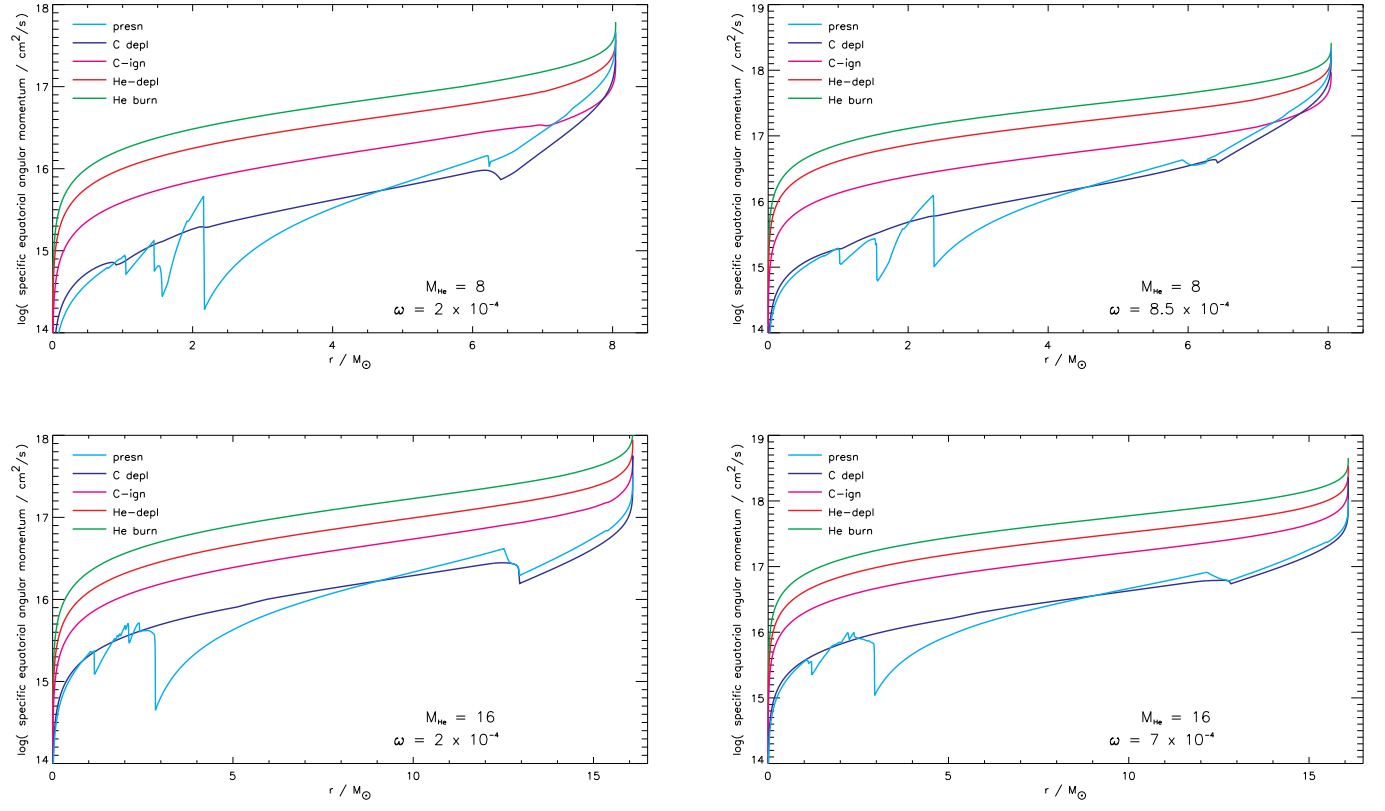 18
17
16
15
14
log( specific equatorial angular momentum / cm²/s)
presn
C depl
C-ign
He-depl
He burn
M_He = 8
ω = 2 x 10⁻⁴
0 2 4 6 8
r / M_⊙
19
18
17
16
15
14
log( specific equatorial angular momentum / cm²/s)
presn
C depl
C-ign
He-depl
He burn
M_He = 8
ω = 8.5 x 10⁻⁴
0 2 4 6 8
r / M_⊙
18
17
16
15
14
log( specific equatorial angular momentum / cm²/s)
presn
C depl
C-ign
He-depl
He burn
M_He = 16
ω = 2 x 10⁻⁴
0 5 10 15
r / M_⊙
19
18
17
16
15
14
log( specific equatorial angular momentum / cm²/s)
presn
C depl
C-ign
He-depl
He burn
M_He = 16
ω = 7 x 10⁻⁴
0 5 10 15
r / M_⊙